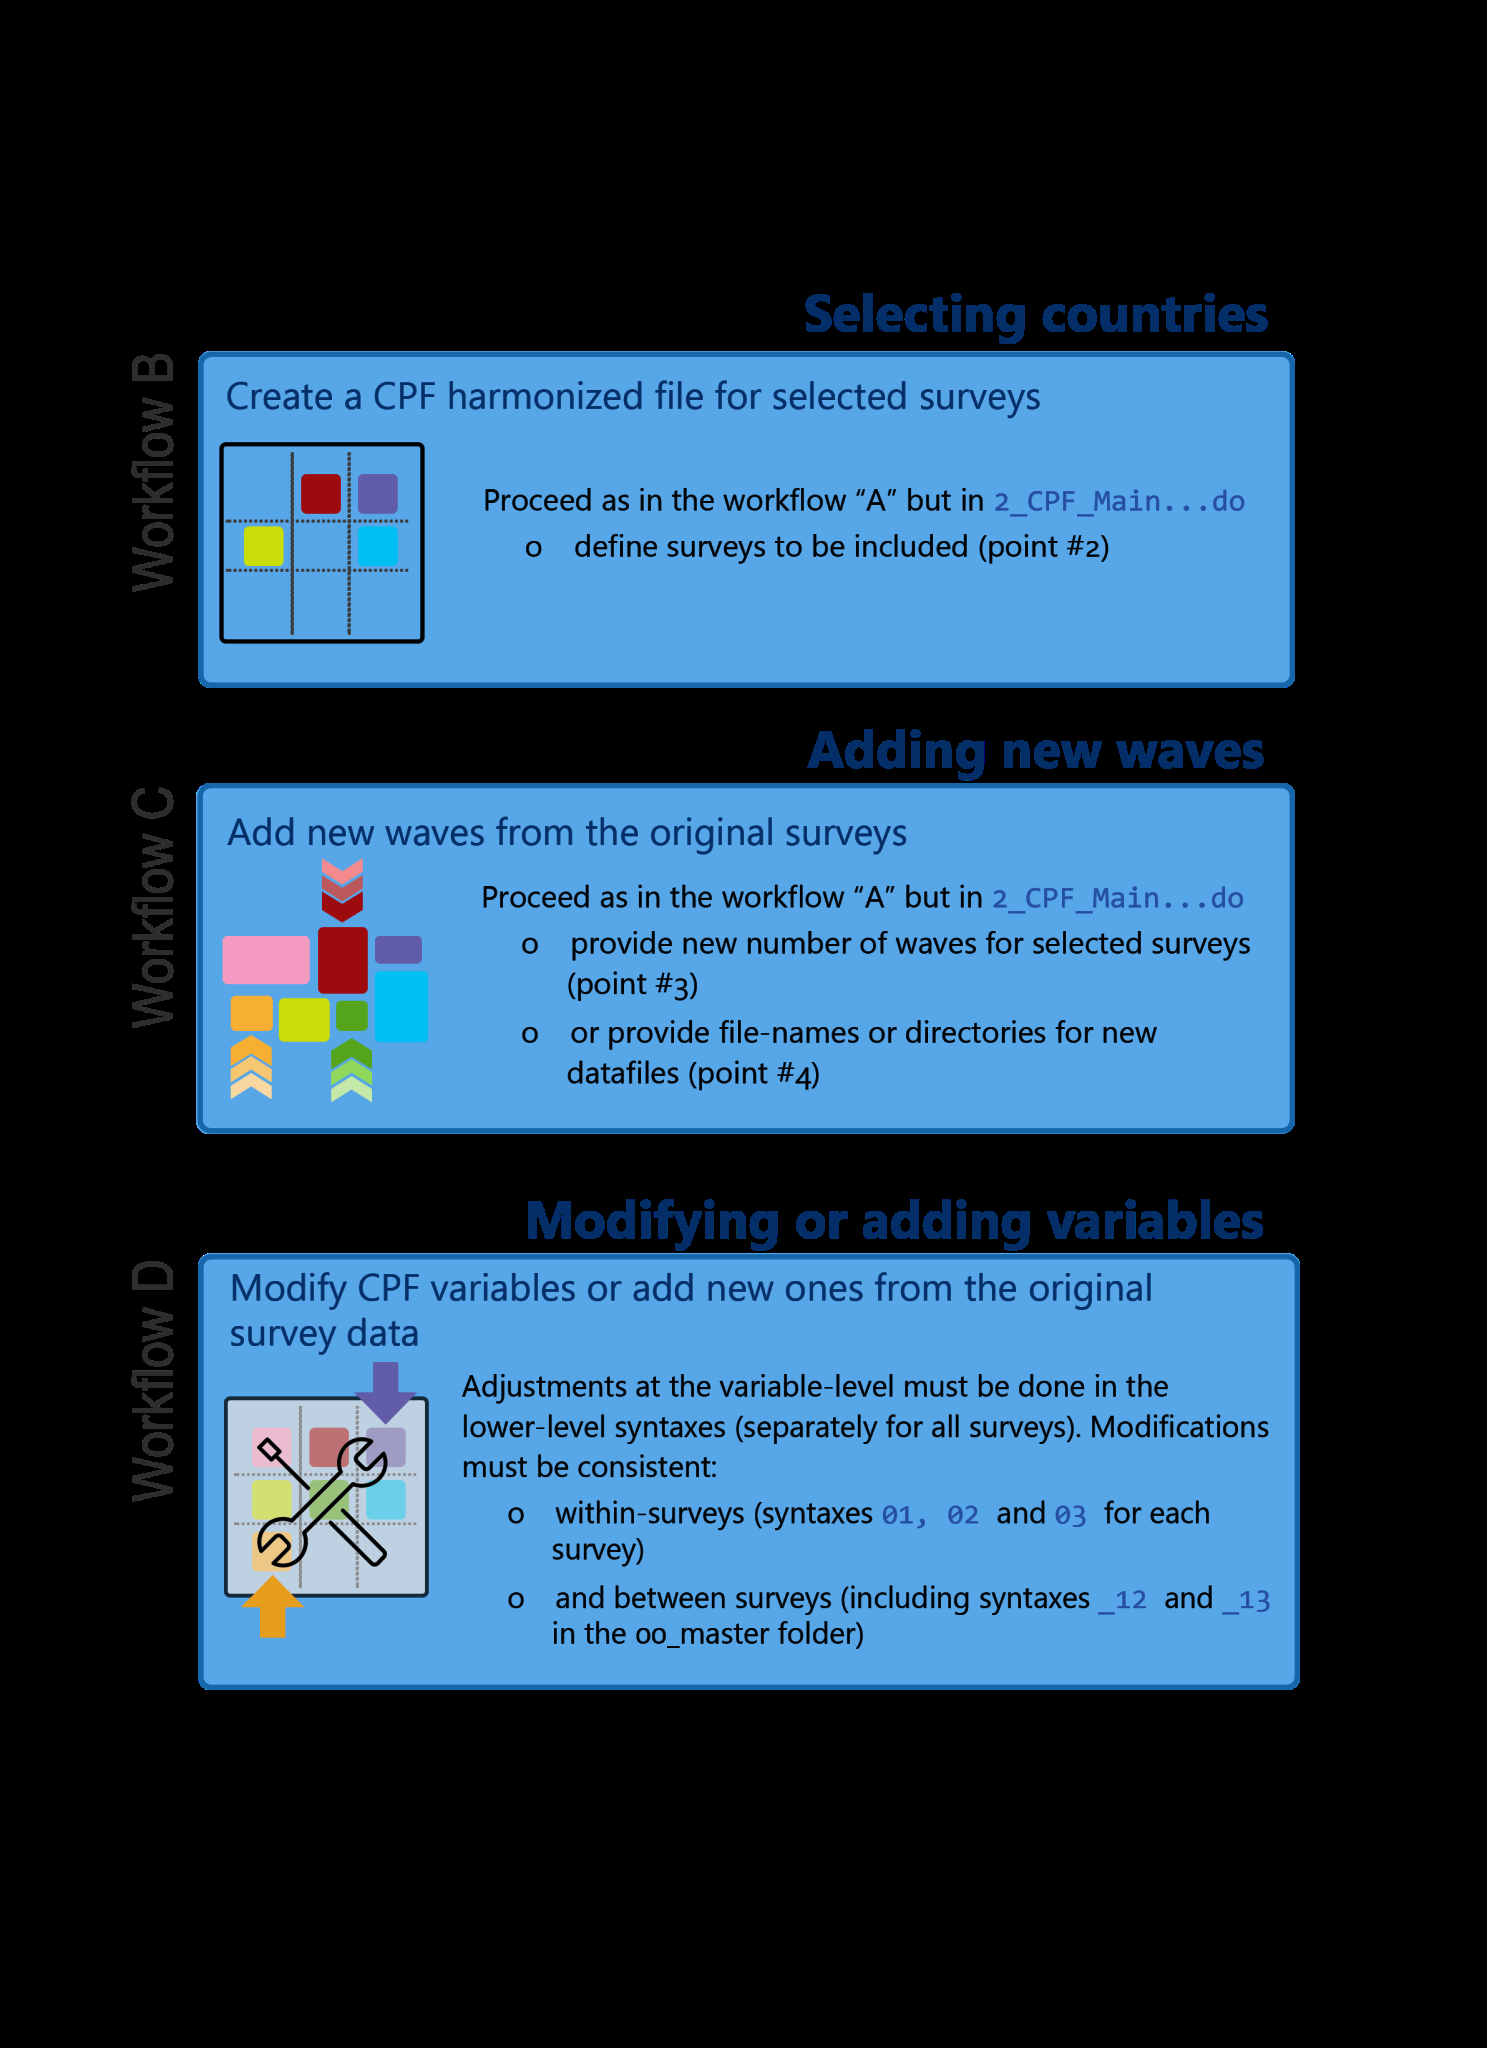 Selecting countries
Workflow B
Create a CPF harmonized file for selected surveys
Proceed as in the workflow “A” but in 2_CPF_Main...do
o define surveys to be included (point #2)
Adding new waves
Workflow C
Add new waves from the original surveys
Proceed as in the workflow “A” but in 2_CPF_Main...do
o provide new number of waves for selected surveys
(point #3)
o or provide file-names or directories for new
datafiles (point #4)
Modifying or adding variables
Workflow D
Modify CPF variables or add new ones from the original
survey data
Adjustments at the variable-level must be done in the
lower-level syntaxes (separately for all surveys). Modifications
must be consistent:
o within-surveys (syntaxes 01, 02 and 03 for each
survey)
o and between surveys (including syntaxes _12 and _13
in the 00_master folder)